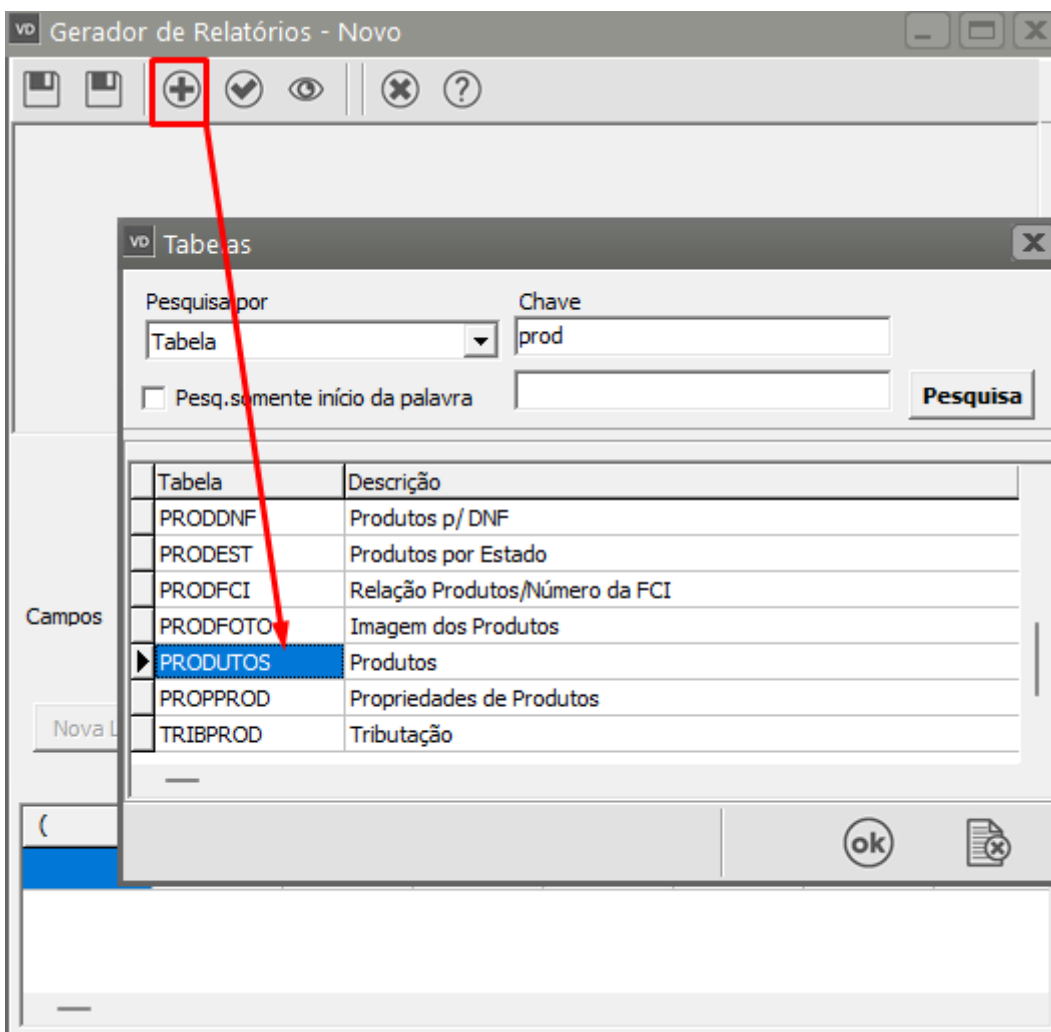 VD Gerador de Relatórios - Novo
VD Tabelas
Pesquisa por Chave
Tabela prod
Pesq.somente início da palavra Pesquisa
Tabela Descrição
PRODDNF Produtos p/ DNF
PRODEST Produtos por Estado
PRODFCI Relação Produtos/Número da FCI
Campos
PRODFOTO Imagem dos Produtos
PRODUTOS Produtos
PROPPROD Propriedades de Produtos
Nova L
TRIBPROD Tributação
(
ok